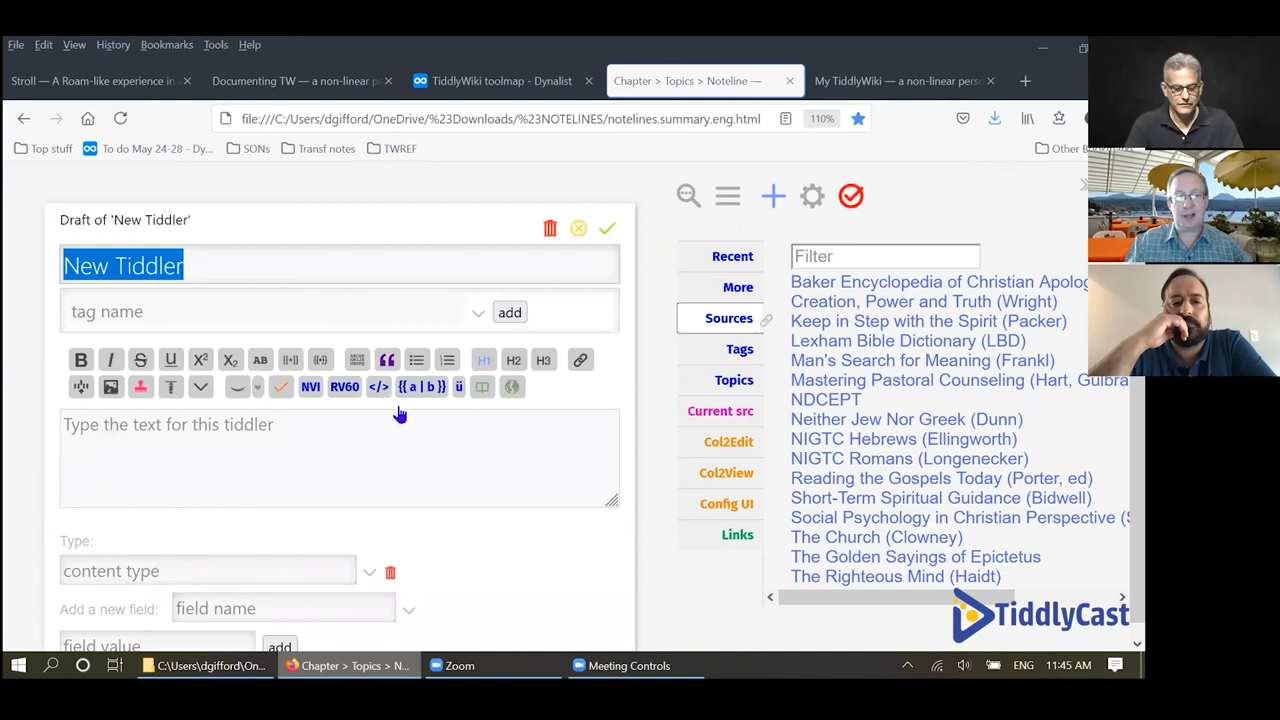 File Edit View History Bookmarks Tools Help
Stroll — A Roam-like experience in
Documenting TW — a non-linear pe
TiddlyWiki toolmap - Dynalist
Chapter > Topics > Noteline —
My TiddlyWiki — a non-linear perso
file:///C:/Users/dgifford/OneDrive/%23Downloads/%23NOTELINES/notelines.summary.eng.html 110%
Top stuff To do May 24-28 - Dy... SONs Transf notes TWREF Other Bookmarks
Draft of 'New Tiddler'
New Tiddler
tag name add
B I S U X2 X2 AB [[•]] {{•}} H1 H2 H3
NVI RV60 </> {{ a | b }} ü
Type the text for this tiddler
Type:
content type
Add a new field: field name
field value add
Recent
More
Sources
Tags
Topics
Current src
Col2Edit
Col2View
Config UI
Links
Filter
Baker Encyclopedia of Christian Apolog
Creation, Power and Truth (Wright)
Keep in Step with the Spirit (Packer)
Lexham Bible Dictionary (LBD)
Man's Search for Meaning (Frankl)
Mastering Pastoral Counseling (Hart, Gulbra
NDCEPT
Neither Jew Nor Greek (Dunn)
NIGTC Hebrews (Ellingworth)
NIGTC Romans (Longenecker)
Reading the Gospels Today (Porter, ed)
Short-Term Spiritual Guidance (Bidwell)
Social Psychology in Christian Perspective (S
The Church (Clowney)
The Golden Sayings of Epictetus
The Righteous Mind (Haidt)
TiddlyCast
C:\Users\dgifford\On... Chapter > Topics > N... Zoom Meeting Controls ENG 11:45 AM